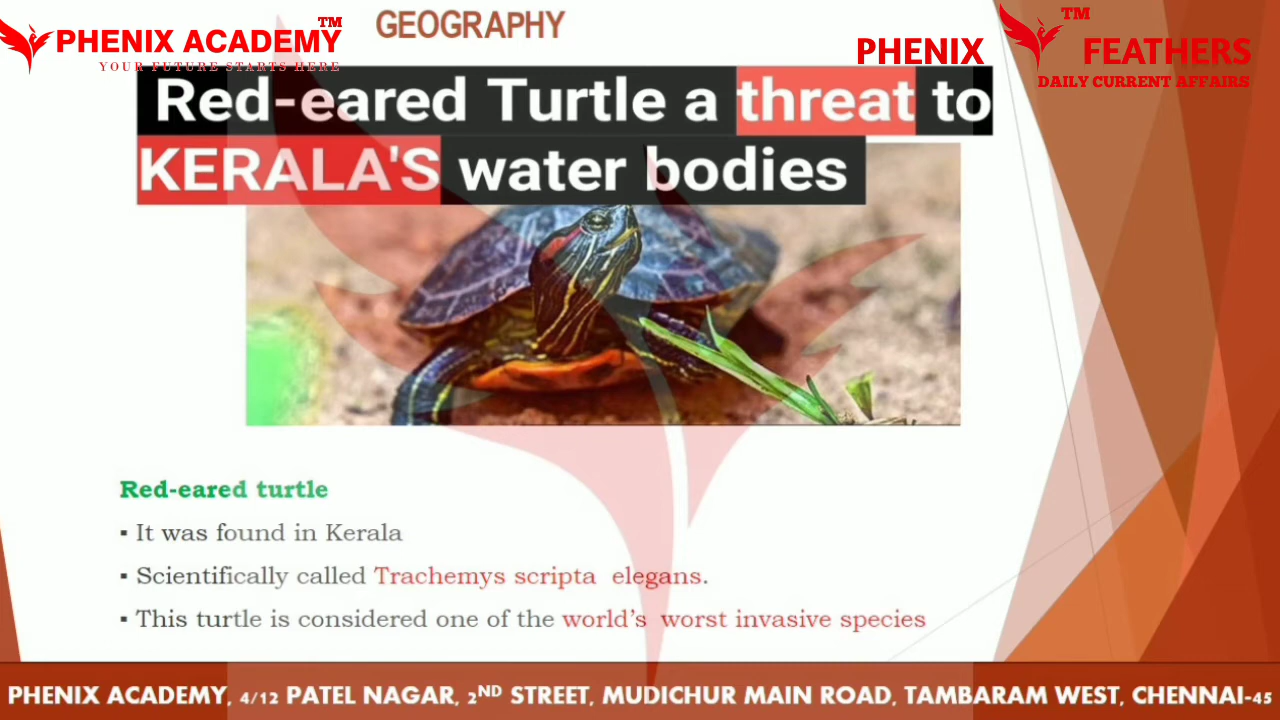 GEOGRAPHY
PHENIX ACADEMY™
YOUR FUTURE STARTS HERE
PHENIX ™ FEATHERS
DAILY CURRENT AFFAIRS
Red-eared Turtle a threat to
KERALA'S water bodies
Red-eared turtle
▪ It was found in Kerala
▪ Scientifically called Trachemys scripta elegans.
▪ This turtle is considered one of the world's worst invasive species
PHENIX ACADEMY, 4/12 PATEL NAGAR, 2ND STREET, MUDICHUR MAIN ROAD, TAMBARAM WEST, CHENNAI-45